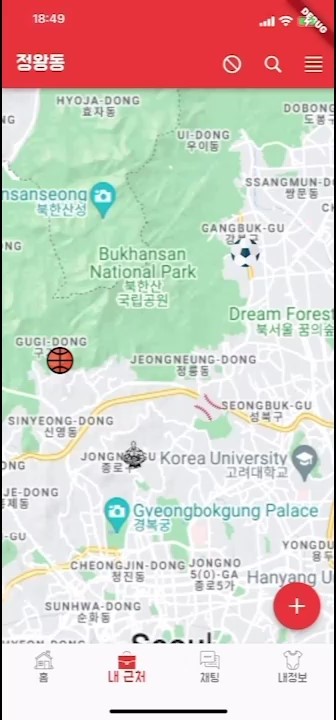 18:49
DEBUG
정왕동
HYOJA-DONG
효자동
DOBONG
도봉구
UI-DONG
우이동
SSANGMUN-D
쌍문동
nsanseong
북한산성
GANGBUK-GU
강북구
Bukhansan
National Park
북한산
국립공원
Dream Forest
북서울 꿈의숲
GUGI-DONG
JEONGNEUNG-DONG
정릉동
SEONGBUK-GU
성북구
SINYEONG-DONG
신영동
JONGNO-GU
종로구
Korea University
고려대학교
JE-DONG
제동
Gyeongbokgung Palace
경복궁
-GU
YONGDU
용두
CHEONGJIN-DONG
청진동
JONGNO
5(O)-GA
종로5가
Hanyang U
SUNHWA-DONG
순화동
Seoul
홈
내 근처
채팅
내정보